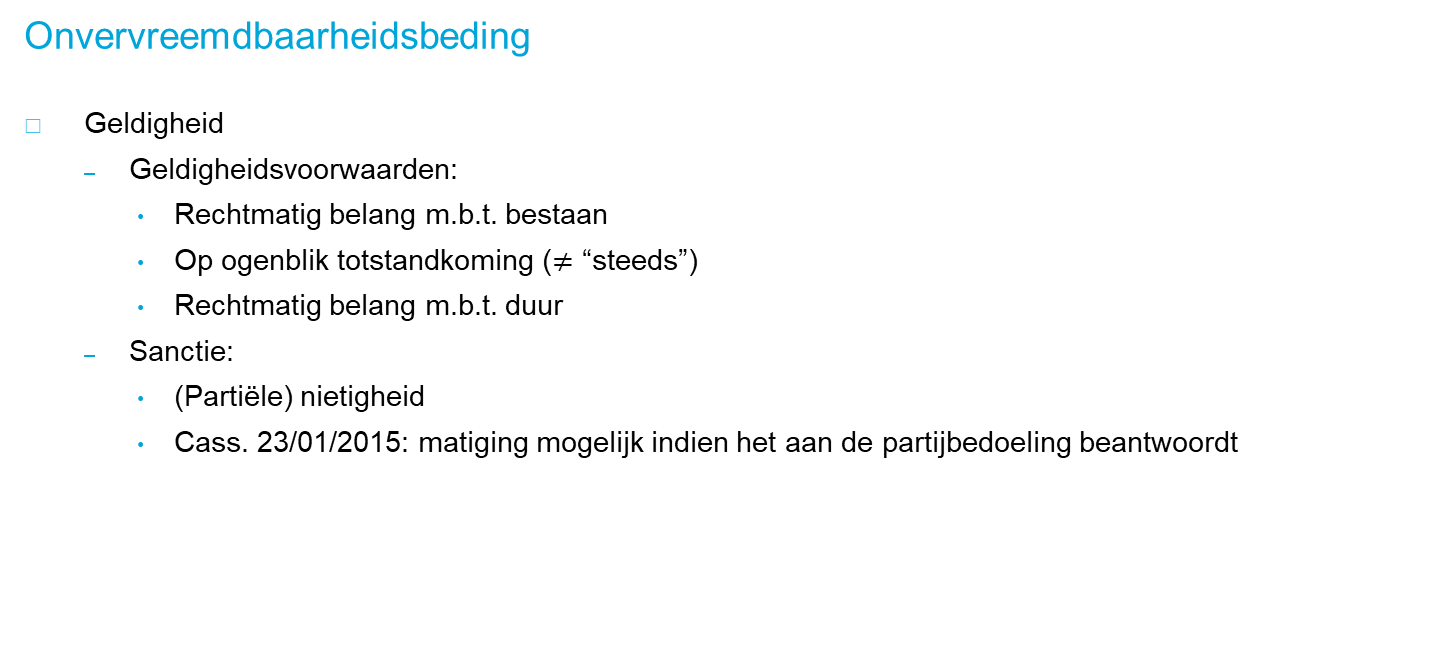 Onvervreemdbaarheidsbeding
□ Geldigheid
– Geldigheidsvoorwaarden:
• Rechtmatig belang m.b.t. bestaan
• Op ogenblik totstandkoming (≠ “steeds”)
• Rechtmatig belang m.b.t. duur
– Sanctie:
• (Partiële) nietigheid
• Cass. 23/01/2015: matiging mogelijk indien het aan de partijbedoeling beantwoordt